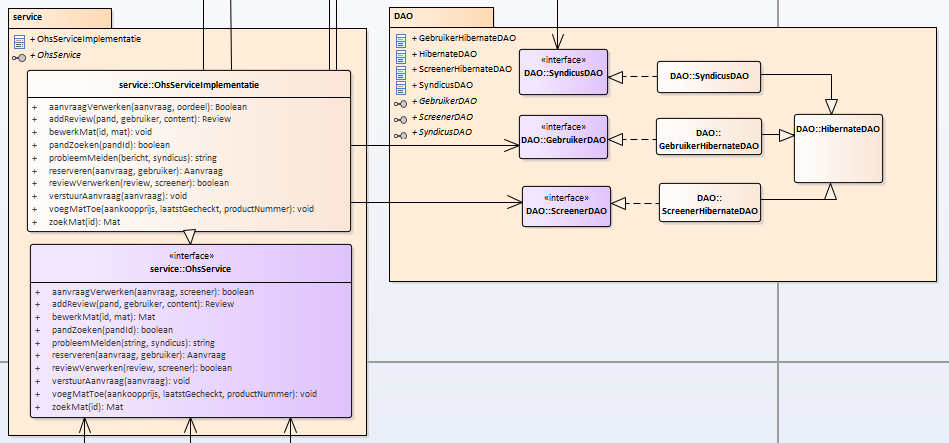 service
+ OhsServiceImplementatie
+ OhsService
service::OhsServiceImplementatie
+ aanvraagVerwerken(aanvraag, oordeel): Boolean
+ addReview(pand, gebruiker, content): Review
+ bewerkMat(id, mat): void
+ pandZoeken(pandId): boolean
+ probleemMelden(bericht, syndicus): string
+ reserveren(aanvraag, gebruiker): Aanvraag
+ reviewVerwerken(review, screener): boolean
+ verstuurAanvraag(aanvraag): void
+ voegMatToe(aankoopprijs, laatstGecheckt, productNummer): void
+ zoekMat(id): Mat
«interface»
service::OhsService
+ aanvraagVerwerken(aanvraag, screener): boolean
+ addReview(pand, gebruiker, content): Review
+ bewerkMat(id, mat): Mat
+ pandZoeken(pandId): boolean
+ probleemMelden(string, syndicus): string
+ reserveren(aanvraag, gebruiker): Aanvraag
+ reviewVerwerken(review, screener): boolean
+ verstuurAanvraag(aanvraag): void
+ voegMatToe(aankoopprijs, laatstGecheckt, productNummer): void
+ zoekMat(id): Mat
DAO
+ GebruikerHibernateDAO
+ HibernateDAO
+ ScreenerHibernateDAO
+ SyndicusDAO
+ GebruikerDAO
+ ScreenerDAO
+ SyndicusDAO
«interface»
DAO::SyndicusDAO
DAO::SyndicusDAO
«interface»
DAO::GebruikerDAO
DAO::
GebruikerHibernateDAO
DAO::HibernateDAO
«interface»
DAO::ScreenerDAO
DAO::
ScreenerHibernateDAO